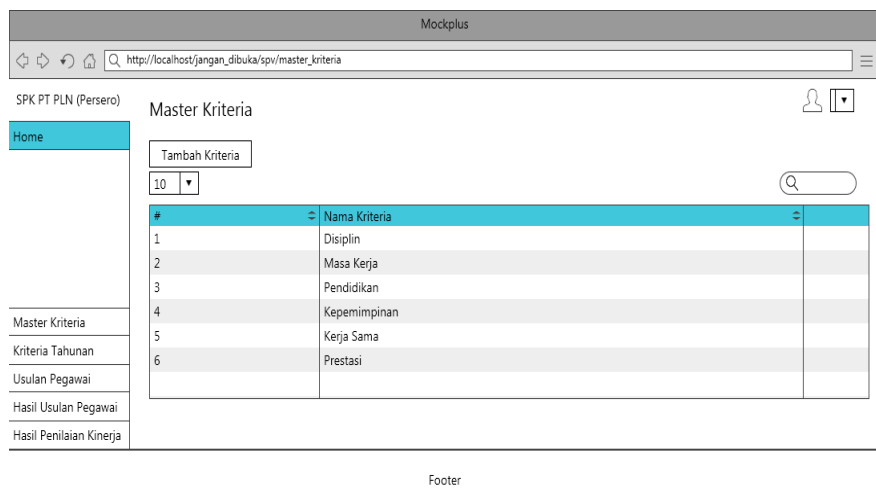 Mockplus
http://localhost/jangan_dibuka/spv/master_kriteria
SPK PT PLN (Persero)
Home
Master Kriteria
Kriteria Tahunan
Usulan Pegawai
Hasil Usulan Pegawai
Hasil Penilaian Kinerja
Master Kriteria
Tambah Kriteria
10
# Nama Kriteria
1 Disiplin
2 Masa Kerja
3 Pendidikan
4 Kepemimpinan
5 Kerja Sama
6 Prestasi
Footer